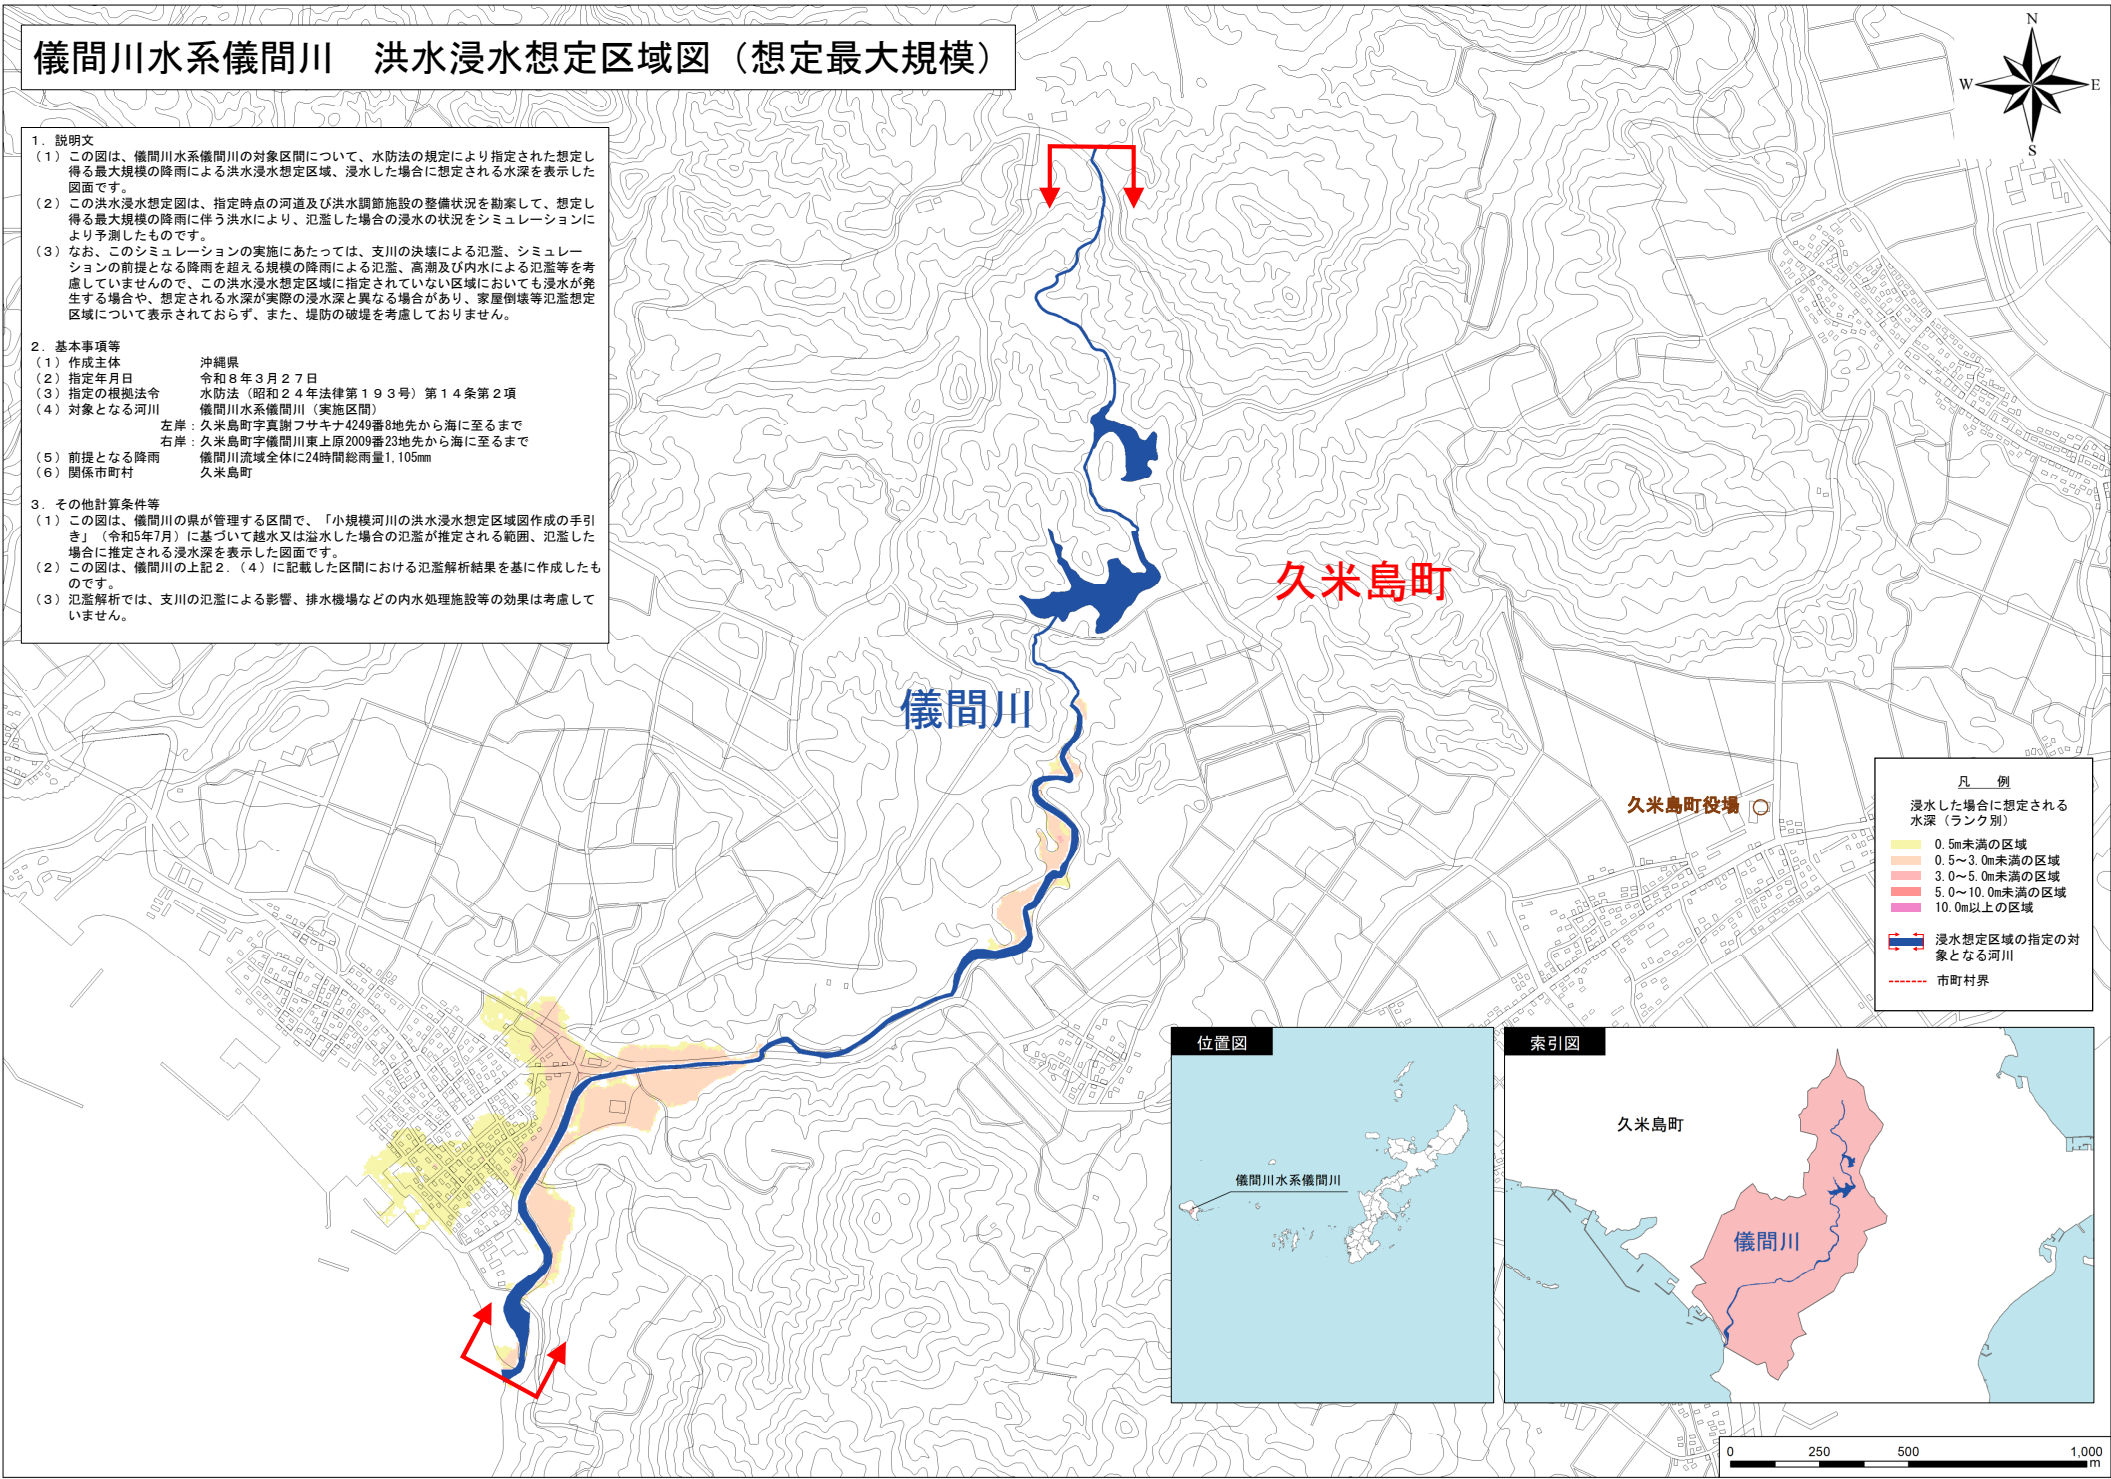 儀間川水系儀間川　洪水浸水想定区域図（想定最大規模）
N
W
E
S
1．説明文
（1）この図は、儀間川水系儀間川の対象区間について、水防法の規定により指定された想定し
得る最大規模の降雨による洪水浸水想定区域、浸水した場合に想定される水深を表示した
図面です。
（2）この洪水浸水想定図は、指定時点の河道及び洪水調節施設の整備状況を勘案して、想定し
得る最大規模の降雨に伴う洪水により、氾濫した場合の浸水の状況をシミュレーションに
より予測したものです。
（3）なお、このシミュレーションの実施にあたっては、支川の決壊による氾濫、シミュレー
ションの前提となる降雨を超える規模の降雨による氾濫、高潮及び内水による氾濫等を考
慮していませんので、この洪水浸水想定区域に指定されていない区域においても浸水が発
生する場合や、想定される水深が実際の浸水深と異なる場合があり、家屋倒壊等氾濫想定
区域について表示されておらず、また、堤防の破堤を考慮しておりません。
2．基本事項等
（1）作成主体　沖縄県
（2）指定年月日　令和８年３月２７日
（3）指定の根拠法令　水防法（昭和２４年法律第１９３号）第１４条第２項
（4）対象となる河川　儀間川水系儀間川（実施区間）
左岸：久米島町字真謝フサキナ4249番8地先から海に至るまで
右岸：久米島町字儀間川東上原2009番23地先から海に至るまで
（5）前提となる降雨　儀間川流域全体に24時間総雨量1,105mm
（6）関係市町村　久米島町
3．その他計算条件等
（1）この図は、儀間川の県が管理する区間で、「小規模河川の洪水浸水想定区域図作成の手引
き」（令和5年7月）に基づいて越水又は溢水した場合の氾濫が推定される範囲、氾濫した
場合に推定される浸水深を表示した図面です。
（2）この図は、儀間川の上記２．（4）に記載した区間における氾濫解析結果を基に作成したも
のです。
（3）氾濫解析では、支川の氾濫による影響、排水機場などの内水処理施設等の効果は考慮して
いません。
久米島町
儀間川
久米島町役場
凡　例
浸水した場合に想定される
水深（ランク別）
0.5m未満の区域
0.5～3.0m未満の区域
3.0～5.0m未満の区域
5.0～10.0m未満の区域
10.0m以上の区域
浸水想定区域の指定の対
象となる河川
市町村界
位置図
儀間川水系儀間川
索引図
久米島町
儀間川
0 250 500 1,000
m